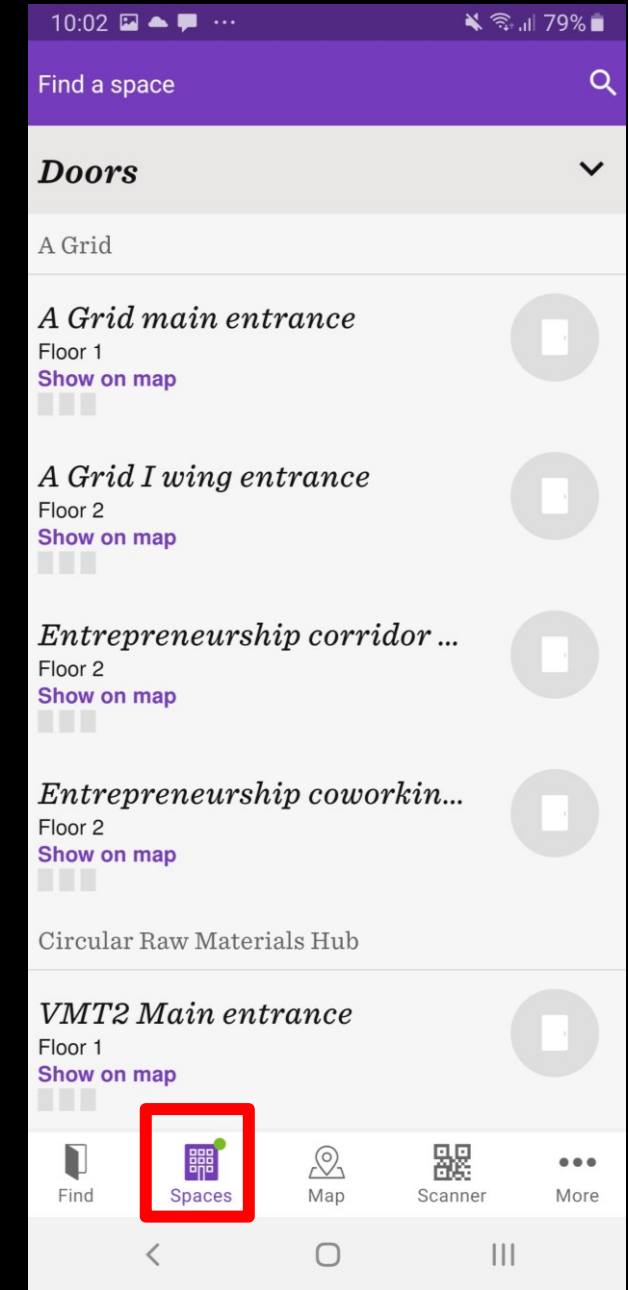 10:02 79%
Find a space
Doors
A Grid
A Grid main entrance
Floor 1
Show on map
A Grid I wing entrance
Floor 2
Show on map
Entrepreneurship corridor ...
Floor 2
Show on map
Entrepreneurship coworkin...
Floor 2
Show on map
Circular Raw Materials Hub
VMT2 Main entrance
Floor 1
Show on map
Find Spaces Map Scanner More